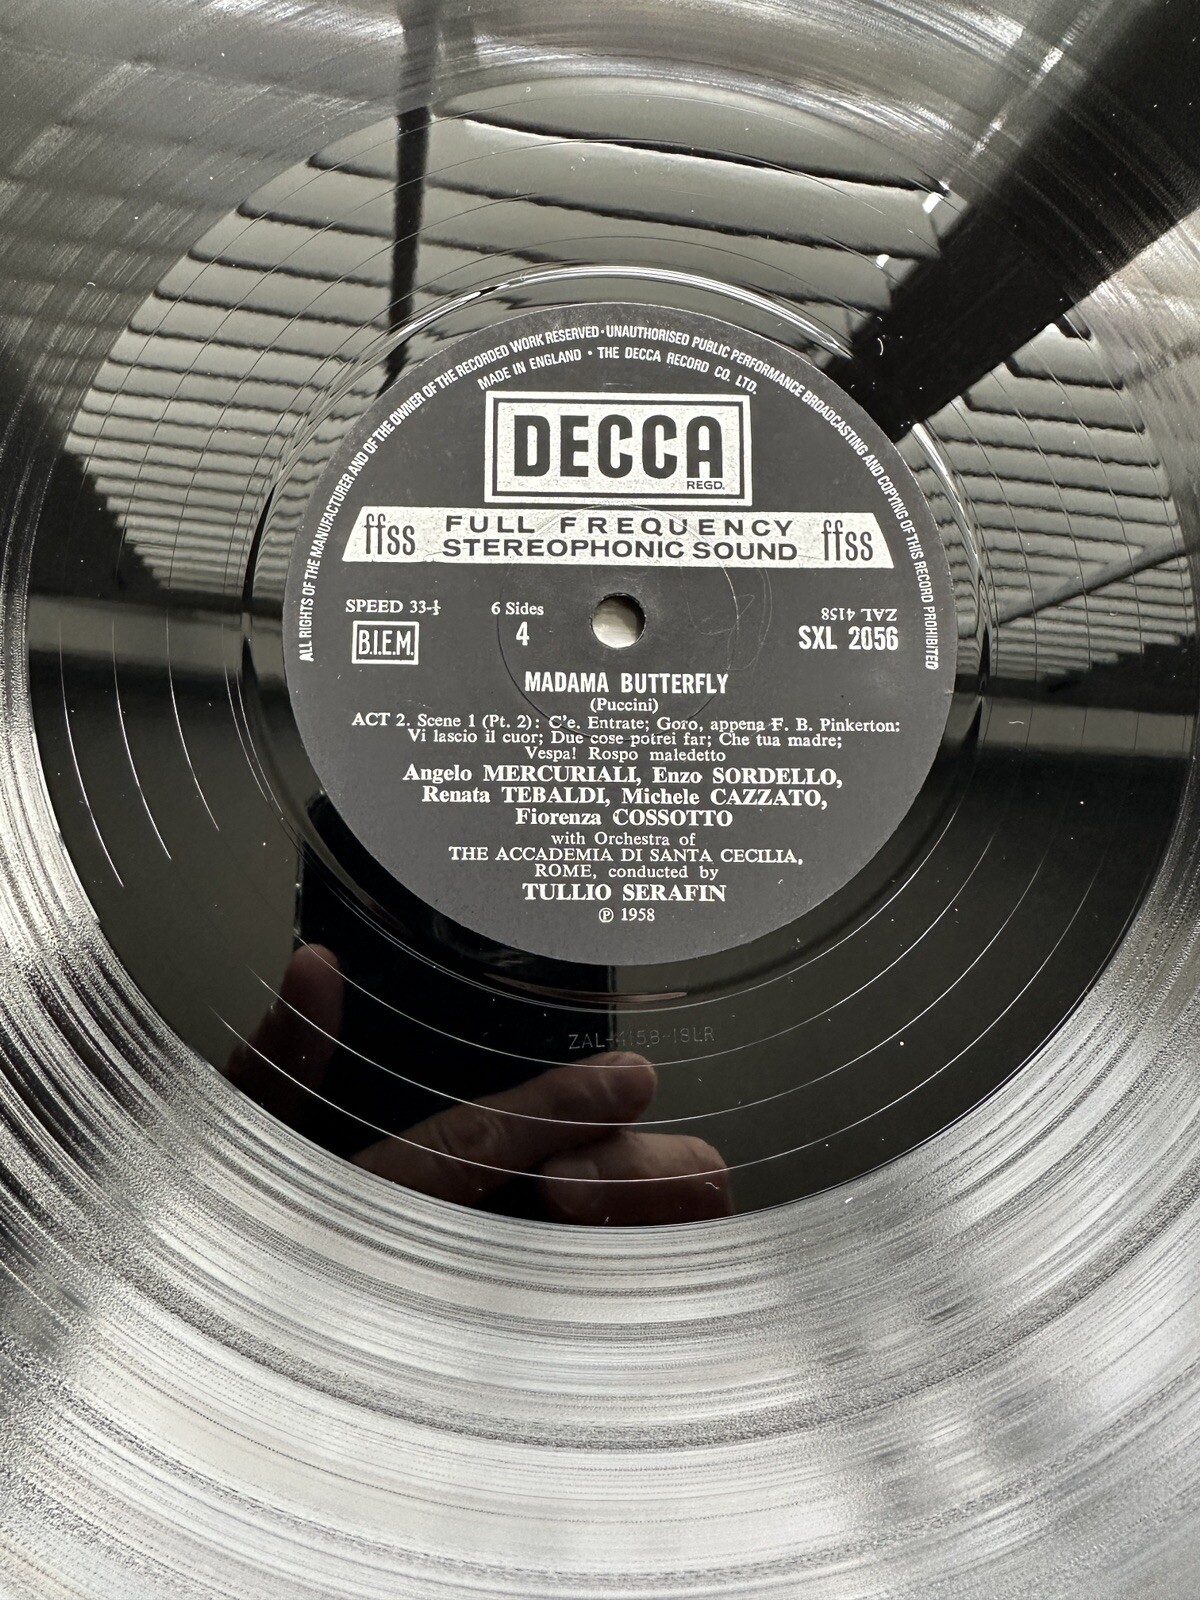 ALL RIGHTS OF THE MANUFACTURER AND OF THE OWNER OF THE RECORDED WORK RESERVED · UNAUTHORISED PUBLIC PERFORMANCE BROADCASTING AND COPYING OF THIS RECORD PROHIBITED
MADE IN ENGLAND · THE DECCA RECORD CO. LTD.
DECCA
REGD.
ffss FULL FREQUENCY STEREOPHONIC SOUND ffss
SPEED 33-⅓ 6 Sides ZAL 4158
B.I.E.M. 4 SXL 2056
MADAMA BUTTERFLY
(Puccini)
ACT 2. Scene 1 (Pt. 2): C'e. Entrate; Goro, appena F. B. Pinkerton:
Vi lascio il cuor; Due cose potrei far; Che tua madre;
Vespa! Rospo maledetto
Angelo MERCURIALI, Enzo SORDELLO,
Renata TEBALDI, Michele CAZZATO,
Fiorenza COSSOTTO
with Orchestra of
THE ACCADEMIA DI SANTA CECILIA,
ROME, conducted by
TULLIO SERAFIN
℗ 1958